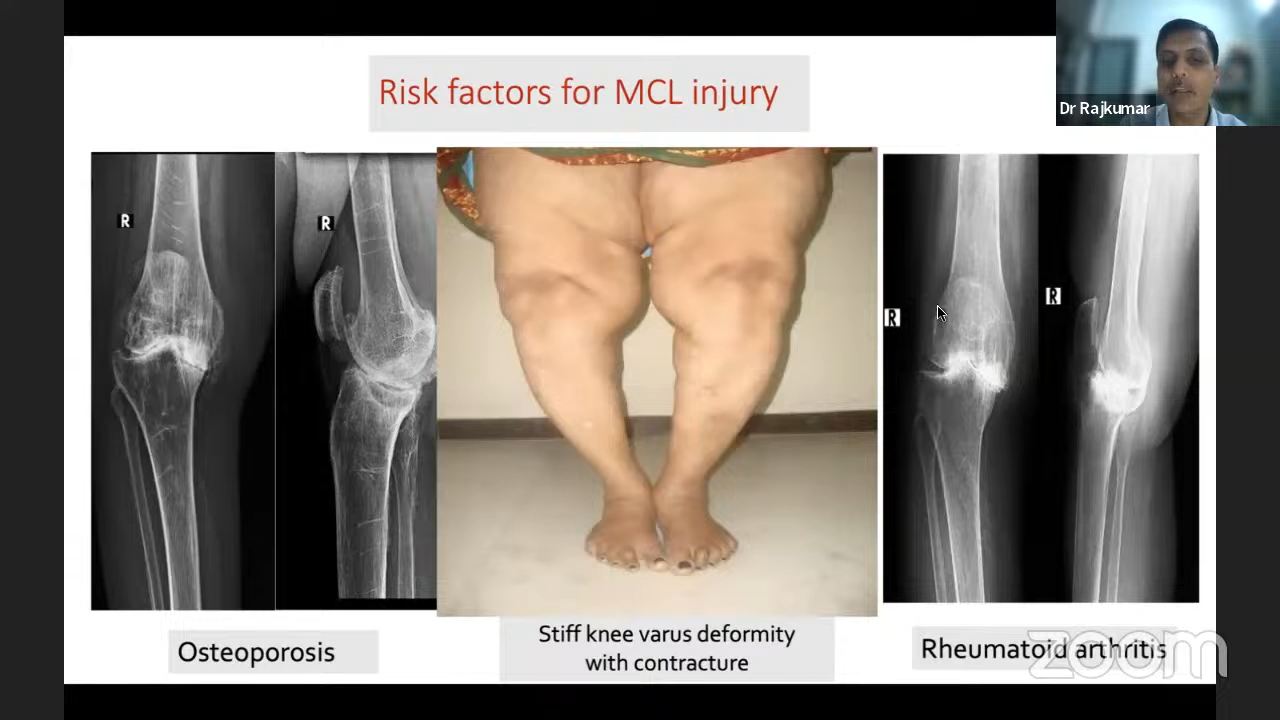 Risk factors for MCL injury
Dr Rajkumar
R
R
R
R
Osteoporosis
Stiff knee varus deformity
with contracture
Rheumatoid arthritis
zoom